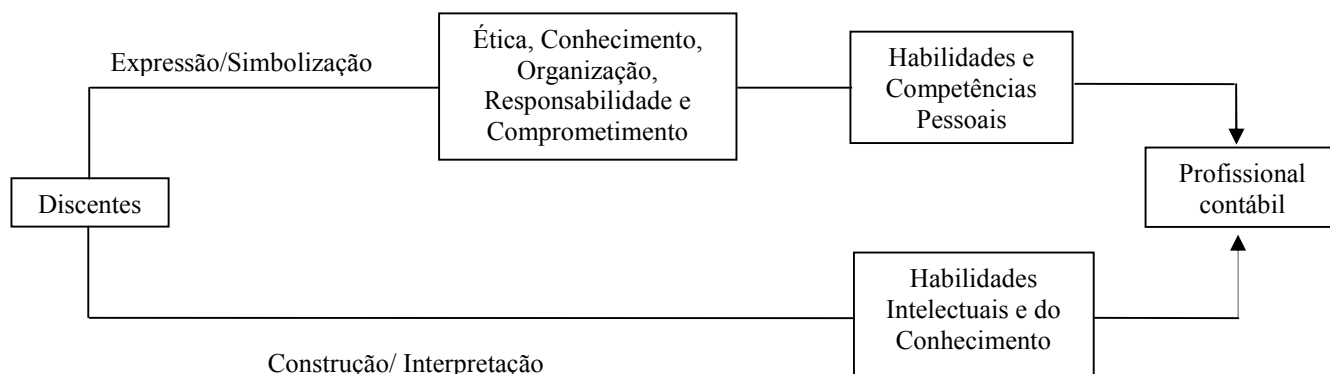 Expressão/Simbolização
Ética, Conhecimento,
Organização,
Responsabilidade e
Comprometimento
Habilidades e
Competências
Pessoais
Discentes
Profissional
contábil
Habilidades
Intelectuais e do
Conhecimento
Construção/ Interpretação